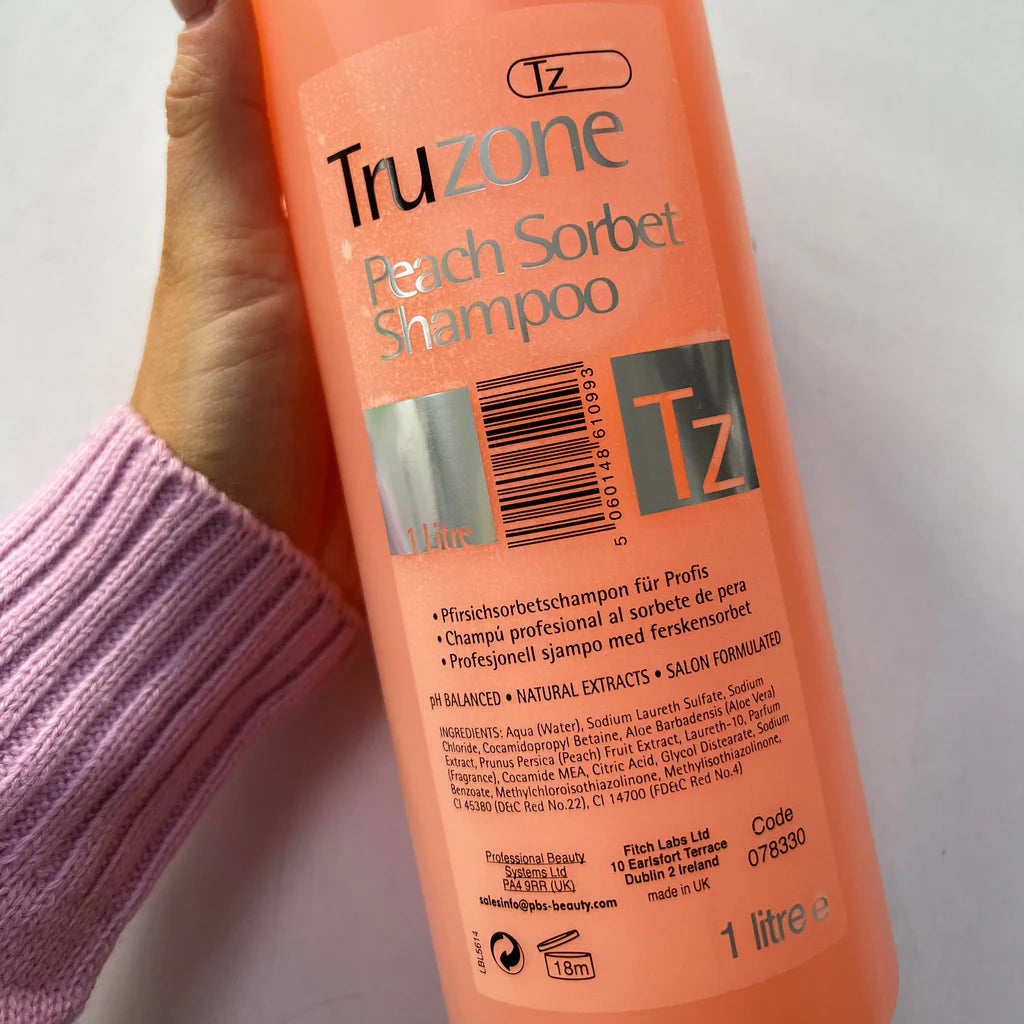 Tz
Truzone
Peach Sorbet
Shampoo
5 060148 610993
Tz
1 litre
• Pfirsichsorbetschampon für Profis
• Champú profesional al sorbete de pera
• Profesjonell sjampo med ferskensorbet
pH BALANCED • NATURAL EXTRACTS • SALON FORMULATED
INGREDIENTS: Aqua (Water), Sodium Laureth Sulfate, Sodium
Chloride, Cocamidopropyl Betaine, Aloe Barbadensis (Aloe Vera)
Extract, Prunus Persica (Peach) Fruit Extract, Laureth-10, Parfum
(Fragrance), Cocamide MEA, Citric Acid, Glycol Distearate, Sodium
Benzoate, Methylchloroisothiazolinone, Methylisothiazolinone,
CI 45380 (D&C Red No.22), CI 14700 (FD&C Red No.4)
Professional Beauty
Systems Ltd
PA4 9RR (UK)
salesinfo@pbs-beauty.com
Fitch Labs Ltd
10 Earlsfort Terrace
Dublin 2 Ireland
made in UK
Code
078330
LBL5614
18m
1 litre e